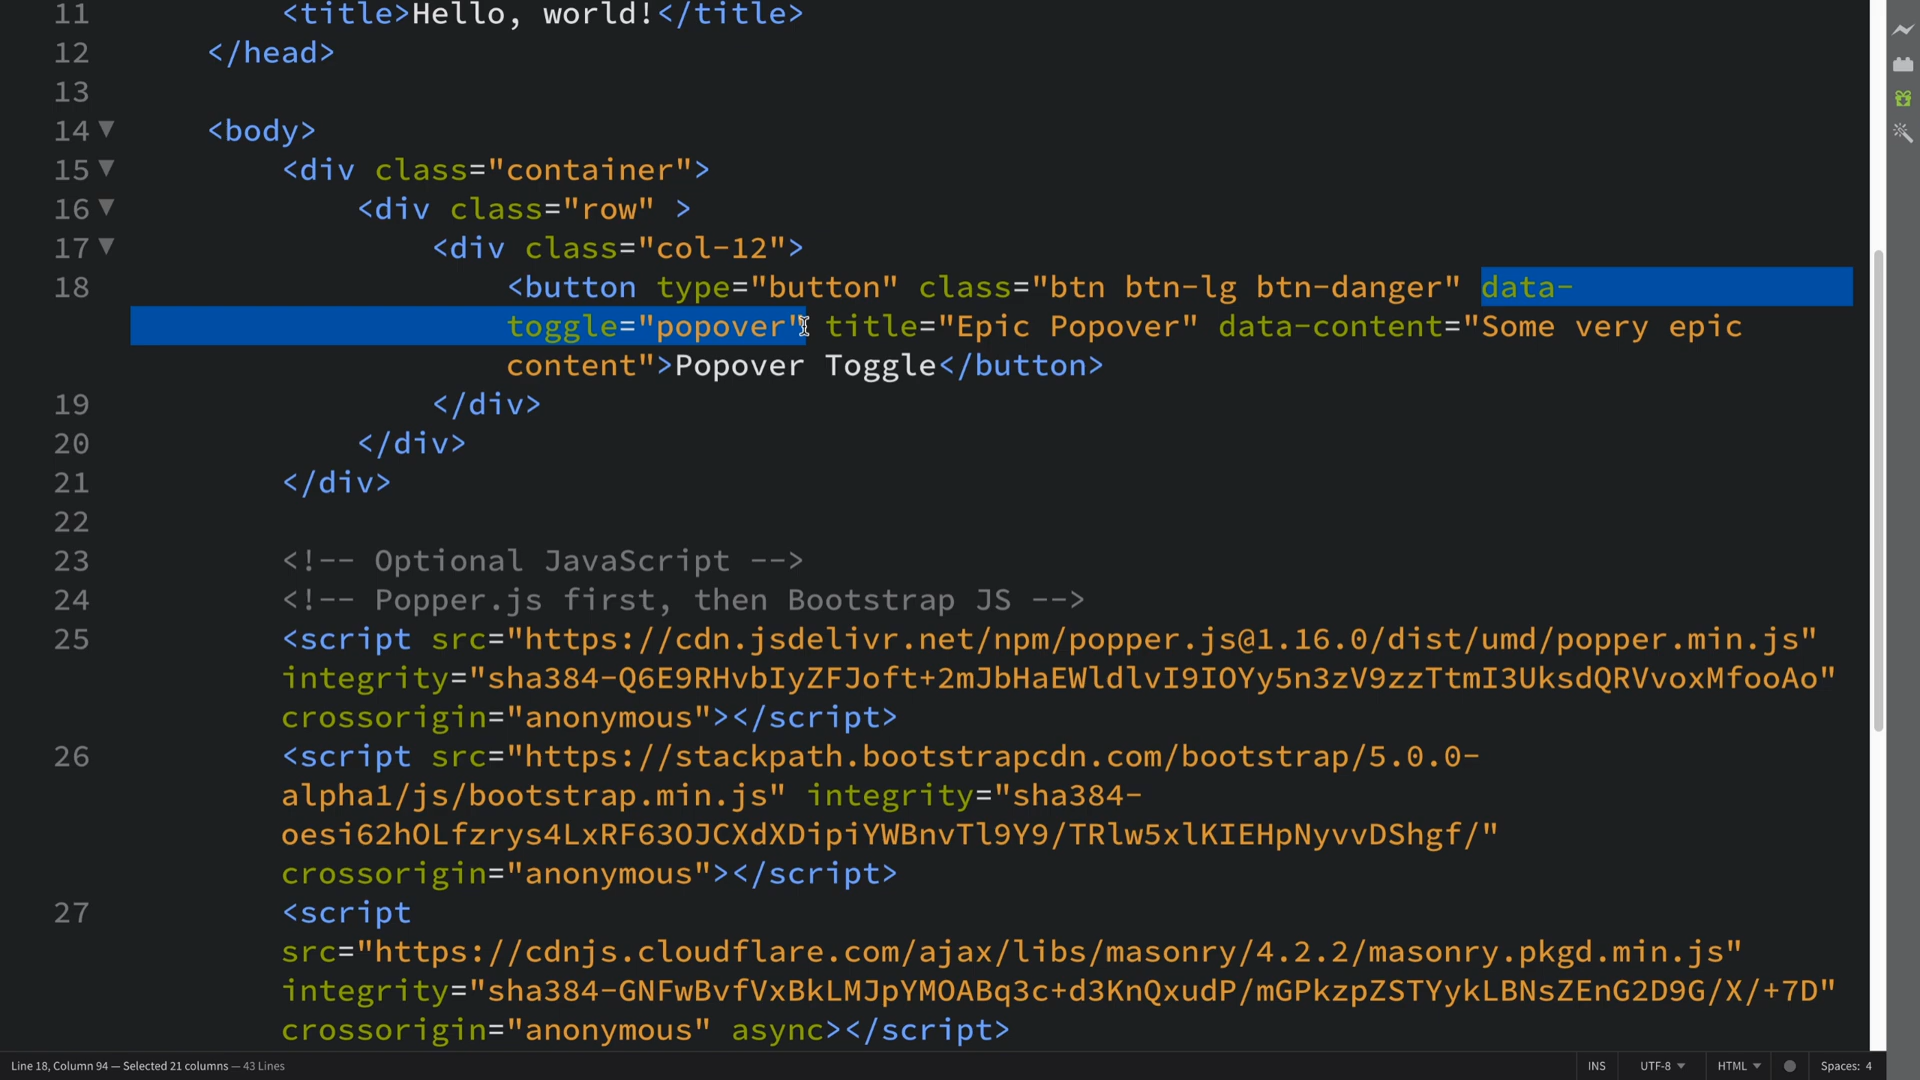 11 <title>Hello, world!</title>
12 </head>
13
14 <body>
15 <div class="container">
16 <div class="row" >
17 <div class="col-12">
18 <button type="button" class="btn btn-lg btn-danger" data-
toggle="popover" title="Epic Popover" data-content="Some very epic
content">Popover Toggle</button>
19 </div>
20 </div>
21 </div>
22
23 <!-- Optional JavaScript -->
24 <!-- Popper.js first, then Bootstrap JS -->
25 <script src="https://cdn.jsdelivr.net/npm/popper.js@1.16.0/dist/umd/popper.min.js"
integrity="sha384-Q6E9RHvbIyZFJoft+2mJbHaEWldlvI9IOYy5n3zV9zzTtmI3UksdQRVvoxMfooAo"
crossorigin="anonymous"></script>
26 <script src="https://stackpath.bootstrapcdn.com/bootstrap/5.0.0-
alpha1/js/bootstrap.min.js" integrity="sha384-
oesi62hOLfzrys4LxRF63OJCXdXDipiYWBnvTl9Y9/TRlw5xlKIEHpNyvvDShgf/"
crossorigin="anonymous"></script>
27 <script
src="https://cdnjs.cloudflare.com/ajax/libs/masonry/4.2.2/masonry.pkgd.min.js"
integrity="sha384-GNFwBvfVxBkLMJpYMOABq3c+d3KnQxudP/mGPkzpZSTYykLBNsZEnG2D9G/X/+7D"
crossorigin="anonymous" async></script>
Line 18, Column 94 — Selected 21 columns — 43 Lines INS UTF-8 HTML Spaces: 4